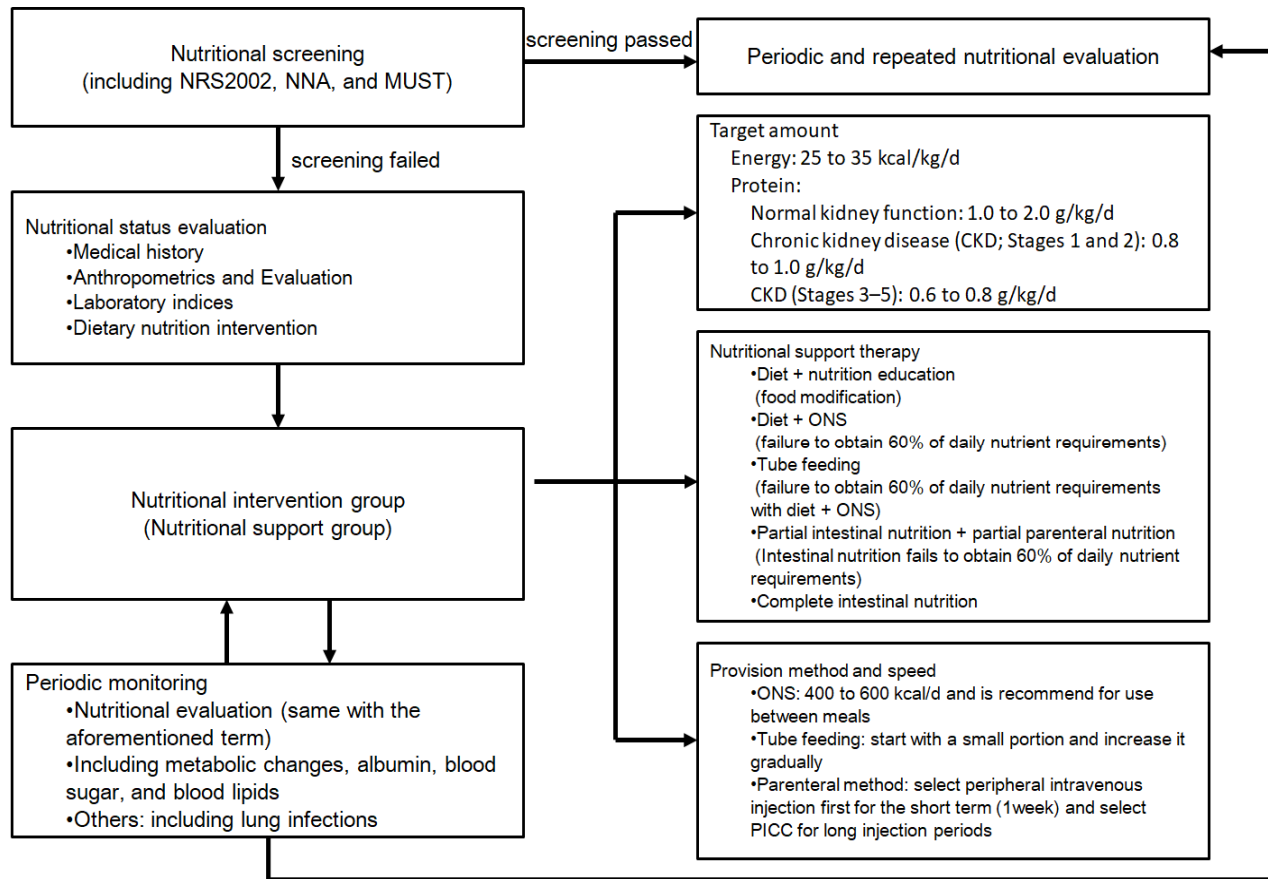 Nutritional screening
(including NRS2002, NNA, and MUST)
screening passed
Periodic and repeated nutritional evaluation
screening failed
Nutritional status evaluation
•Medical history
•Anthropometrics and Evaluation
•Laboratory indices
•Dietary nutrition intervention
Nutritional intervention group
(Nutritional support group)
Periodic monitoring
•Nutritional evaluation (same with the
aforementioned term)
•Including metabolic changes, albumin, blood
sugar, and blood lipids
•Others: including lung infections
Target amount
Energy: 25 to 35 kcal/kg/d
Protein:
Normal kidney function: 1.0 to 2.0 g/kg/d
Chronic kidney disease (CKD; Stages 1 and 2): 0.8
to 1.0 g/kg/d
CKD (Stages 3–5): 0.6 to 0.8 g/kg/d
Nutritional support therapy
•Diet + nutrition education
(food modification)
•Diet + ONS
(failure to obtain 60% of daily nutrient requirements)
•Tube feeding
(failure to obtain 60% of daily nutrient requirements
with diet + ONS)
•Partial intestinal nutrition + partial parenteral nutrition
(Intestinal nutrition fails to obtain 60% of daily nutrient
requirements)
•Complete intestinal nutrition
Provision method and speed
•ONS: 400 to 600 kcal/d and is recommend for use
between meals
•Tube feeding: start with a small portion and increase it
gradually
•Parenteral method: select peripheral intravenous
injection first for the short term (1week) and select
PICC for long injection periods